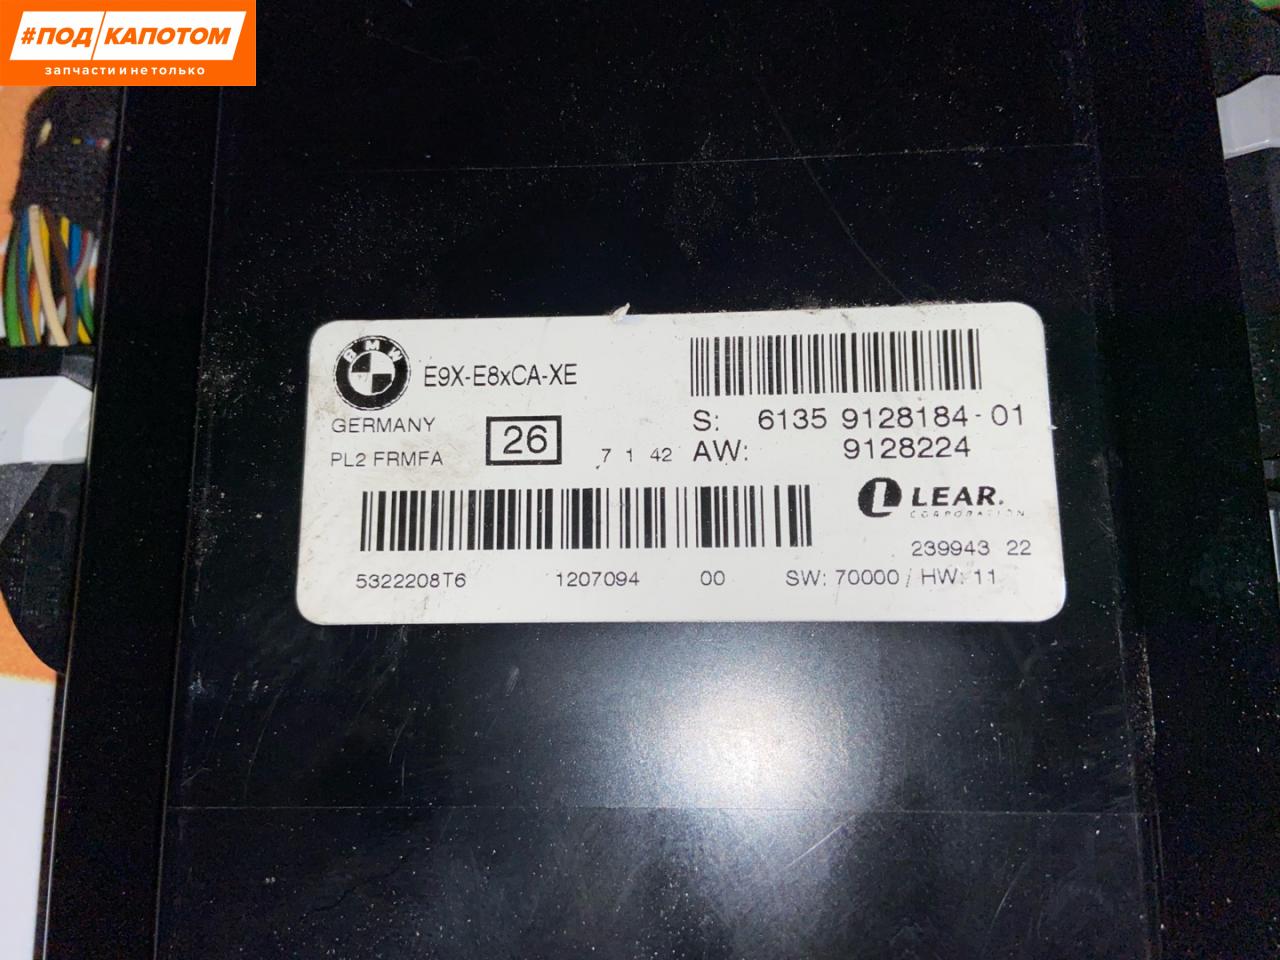 #ПОД КАПОТОМ
запчасти и не только
BMW
E9X-E8xCA-XE
GERMANY
PL2 FRMFA
26
7 1 42
S: 6135 9128184-01
AW: 9128224
LEAR.
CORPORATION
239943 22
5322208T6 1207094 00 SW: 70000 / HW: 11